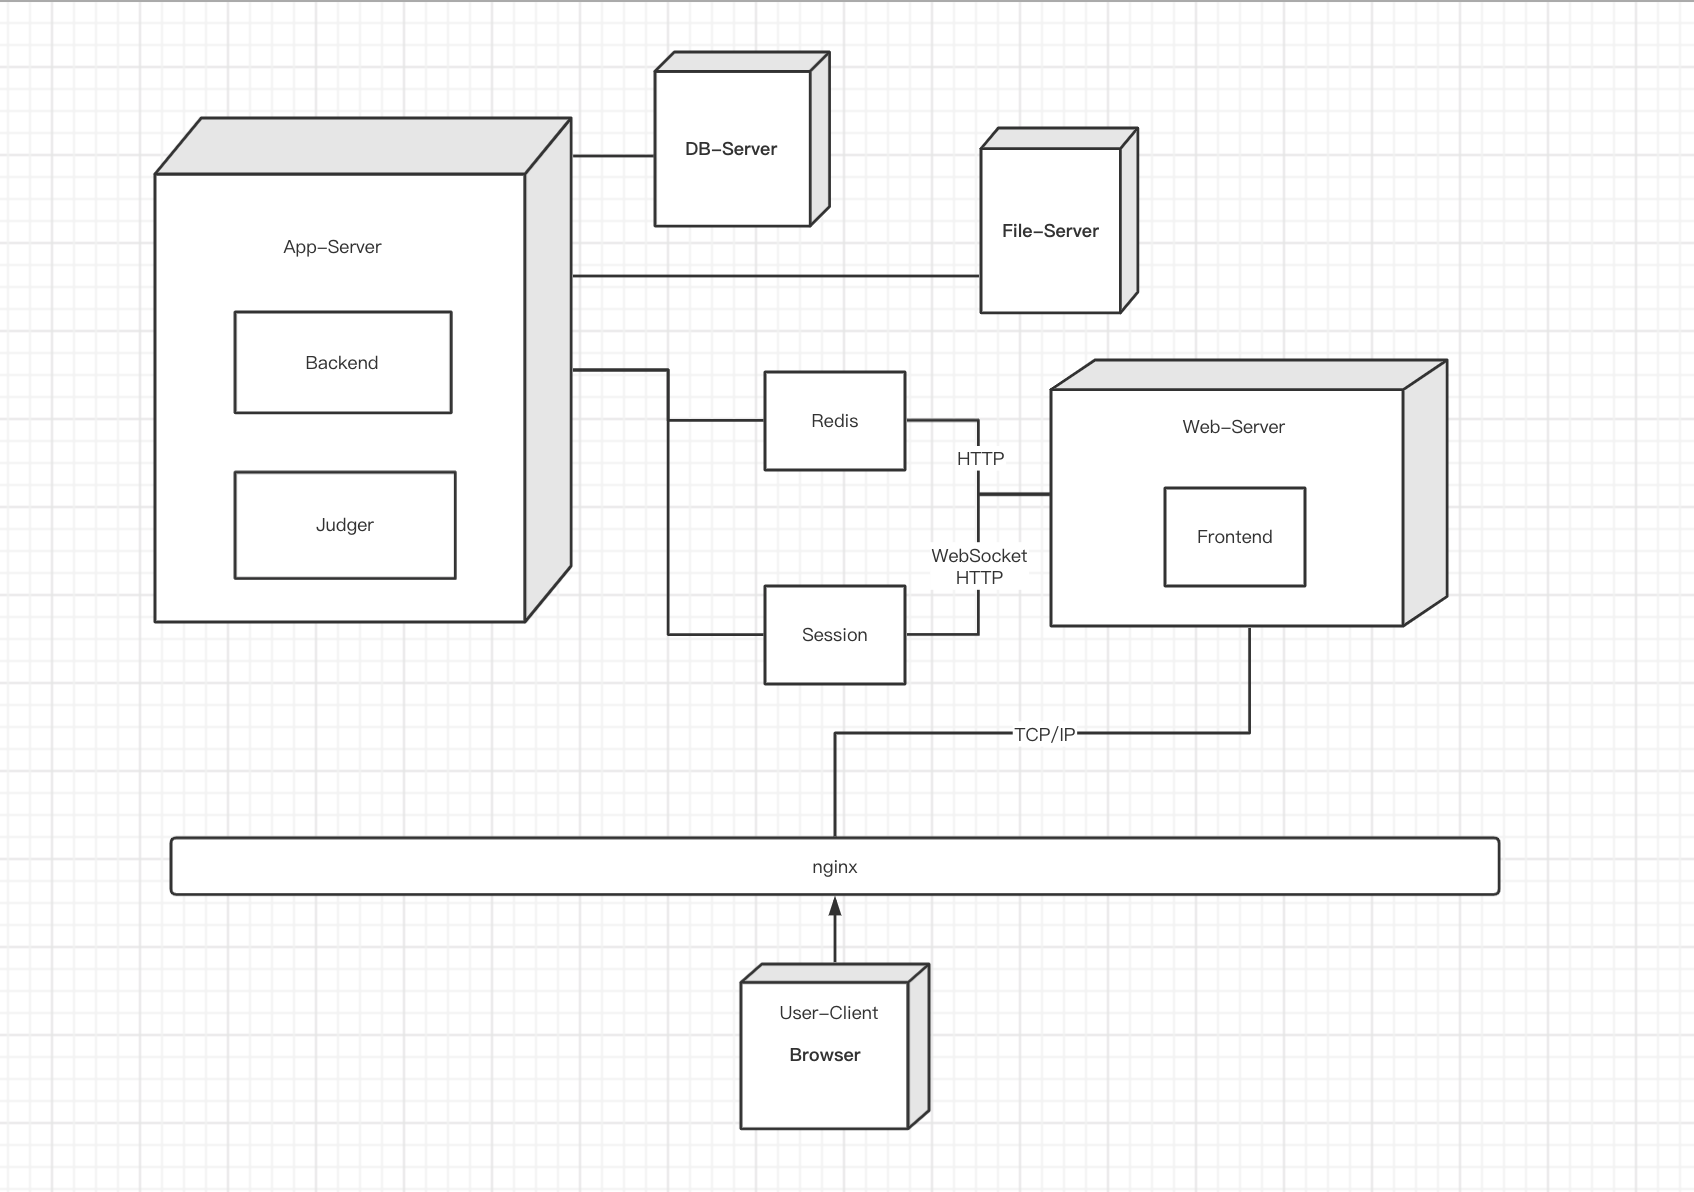 DB-Server
File-Server
App-Server
Backend
Redis
Web-Server
HTTP
Judger
Frontend
WebSocket
HTTP
Session
TCP/IP
nginx
User-Client
Browser